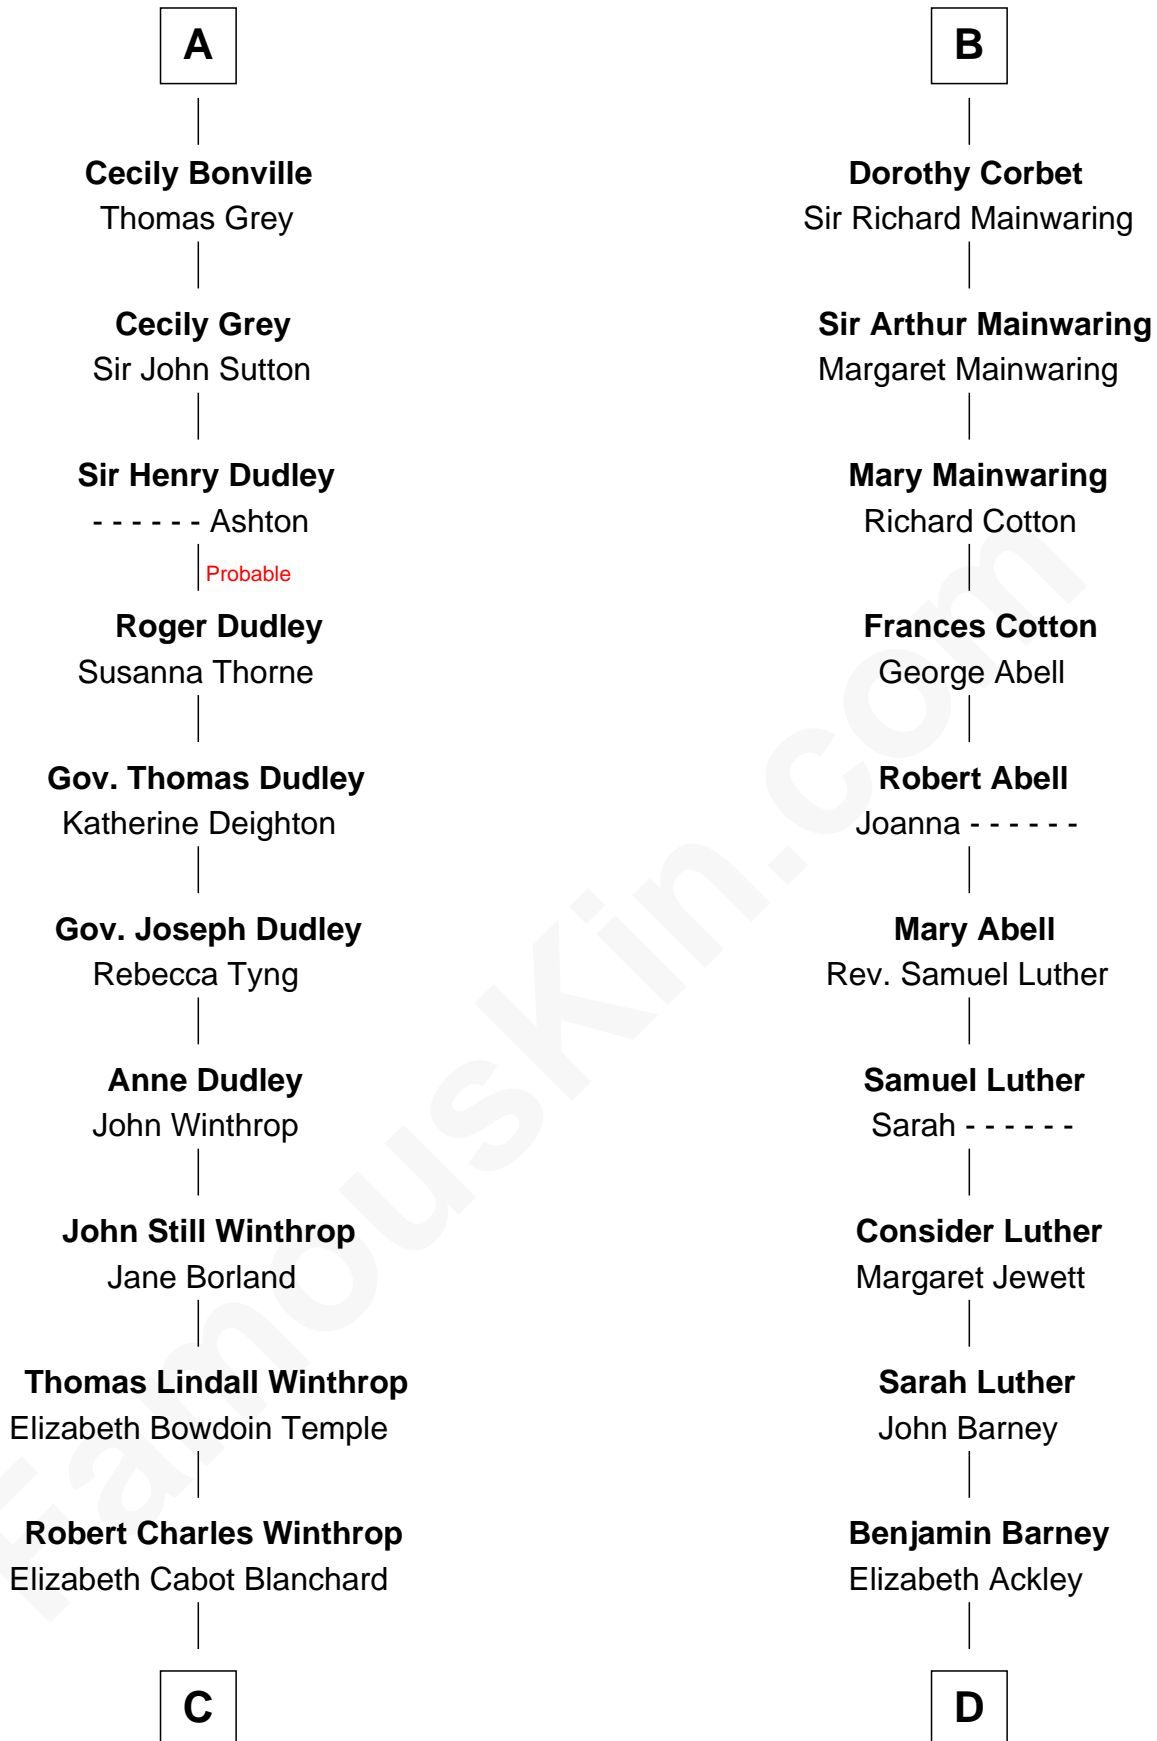 A
Cecily Bonville
Thomas Grey
Cecily Grey
Sir John Sutton
Sir Henry Dudley
- - - - - - Ashton
Probable
Roger Dudley
Susanna Thorne
Gov. Thomas Dudley
Katherine Deighton
Gov. Joseph Dudley
Rebecca Tyng
Anne Dudley
John Winthrop
John Still Winthrop
Jane Borland
Thomas Lindall Winthrop
Elizabeth Bowdoin Temple
Robert Charles Winthrop
Elizabeth Cabot Blanchard
C
B
Dorothy Corbet
Sir Richard Mainwaring
Sir Arthur Mainwaring
Margaret Mainwaring
Mary Mainwaring
Richard Cotton
Frances Cotton
George Abell
Robert Abell
Joanna - - - - - -
Mary Abell
Rev. Samuel Luther
Samuel Luther
Sarah - - - - - -
Consider Luther
Margaret Jewett
Sarah Luther
John Barney
Benjamin Barney
Elizabeth Ackley
D
FamousKin.com